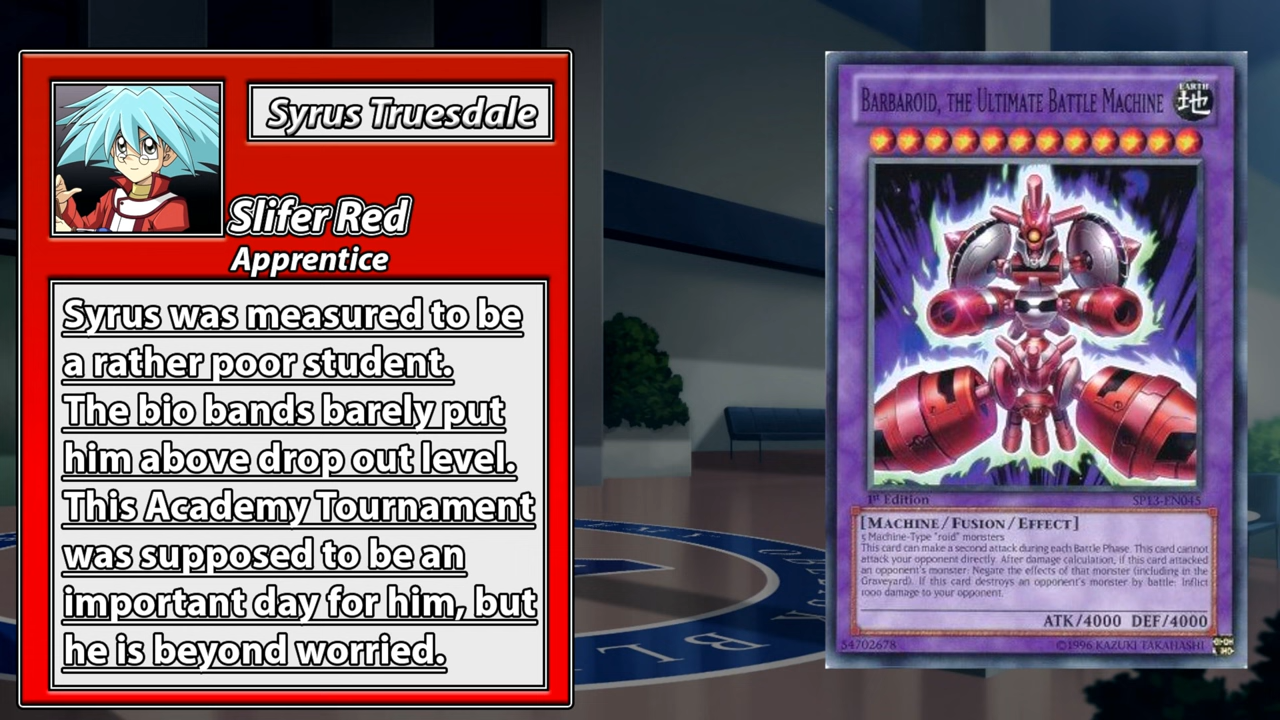 Syrus Truesdale
Slifer Red
Apprentice
Syrus was measured to be
a rather poor student.
The bio bands barely put
him above drop out level.
This Academy Tournament
was supposed to be an
important day for him, but
he is beyond worried.
BARBAROID, THE ULTIMATE BATTLE MACHINE
EARTH
地
1st Edition
SP13-EN045
[MACHINE/FUSION/EFFECT]
5 Machine-Type "roid" monsters
This card can make a second attack during each Battle Phase. This card cannot
attack your opponent directly. After damage calculation, if this card attacked
an opponent's monster: Negate the effects of that monster (including in the
Graveyard). If this card destroys an opponent's monster by battle: Inflict
1000 damage to your opponent.
ATK/4000 DEF/4000
54702678
©1996 KAZUKI TAKAHASHI